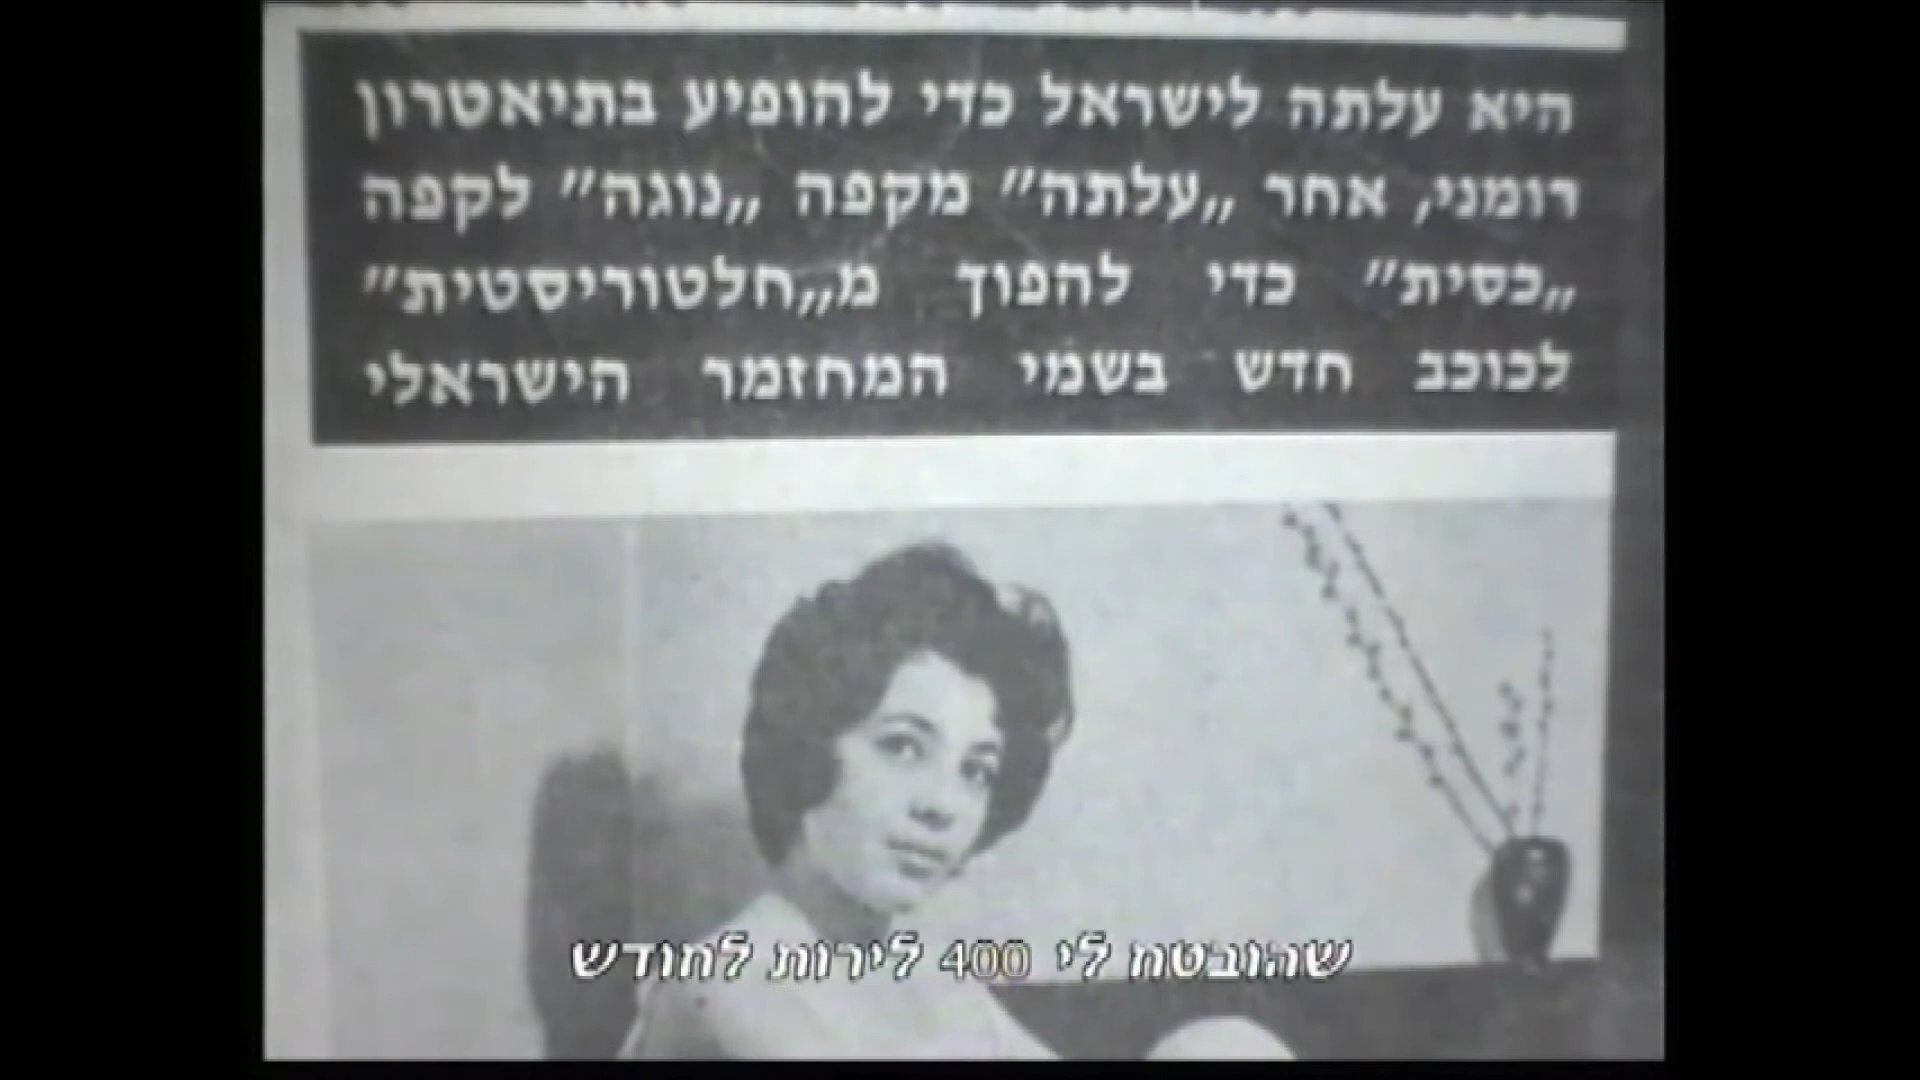 היא עלתה לישראל כדי להופיע בתיאטרון
רומני, אחר „עלתה” מקפה „נוגה” לקפה
„כסית” כדי להפוך מ„חלטוריסטית”
לכוכב חדש בשמי המחזמר הישראלי
שהובטח לי 400 לירות לחודש